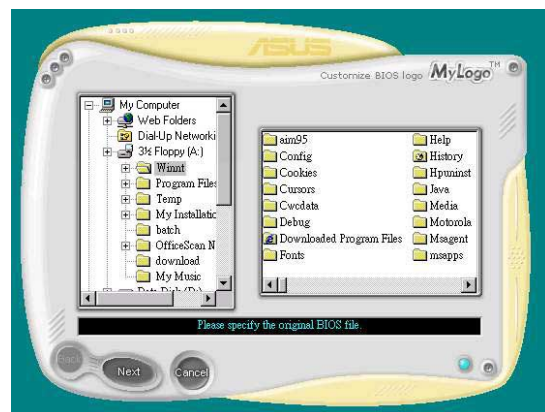 ASUS
Customize BIOS logo MyLogo TM
My Computer
Web Folders
Dial-Up Networki
3½ Floppy (A:)
Winnt
Program Files
Temp
My Installatic
batch
OfficeScan N
download
My Music
Data Disk (D:)
aim95
Config
Cookies
Cursors
Cwcdata
Debug
Downloaded Program Files
Fonts
Help
History
Hpuninst
Java
Media
Motorola
Msagent
msapps
Please specify the original BIOS file.
Back
Next
Cancel